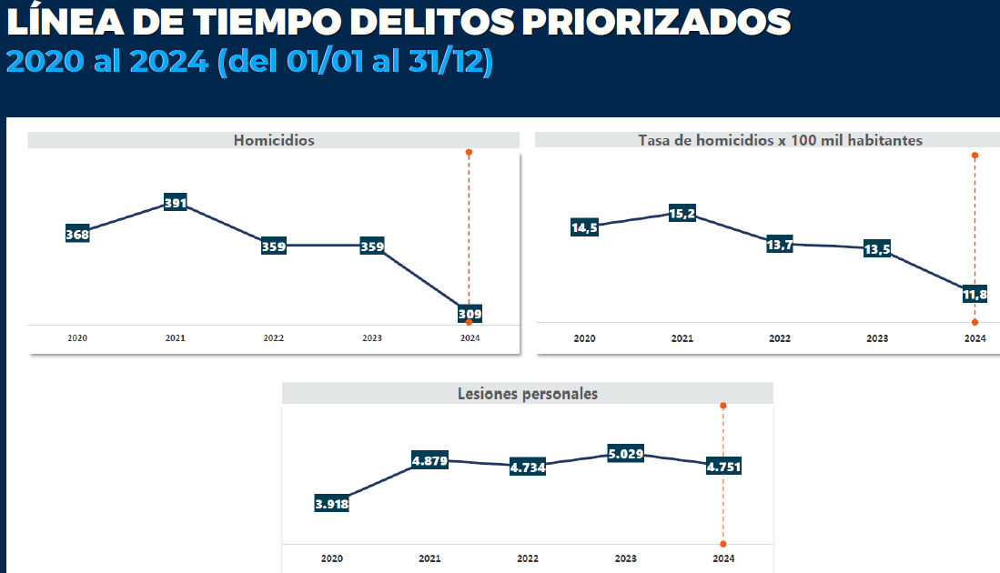 LÍNEA DE TIEMPO DELITOS PRIORIZADOS
2020 al 2024 (del 01/01 al 31/12)
Homicidios
368
391
359
359
309
2020 2021 2022 2023 2024
Tasa de homicidios x 100 mil habitantes
14,5
15,2
13,7
13,5
11,8
2020 2021 2022 2023 2024
Lesiones personales
3.918
4.879
4.734
5.029
4.751
2020 2021 2022 2023 2024